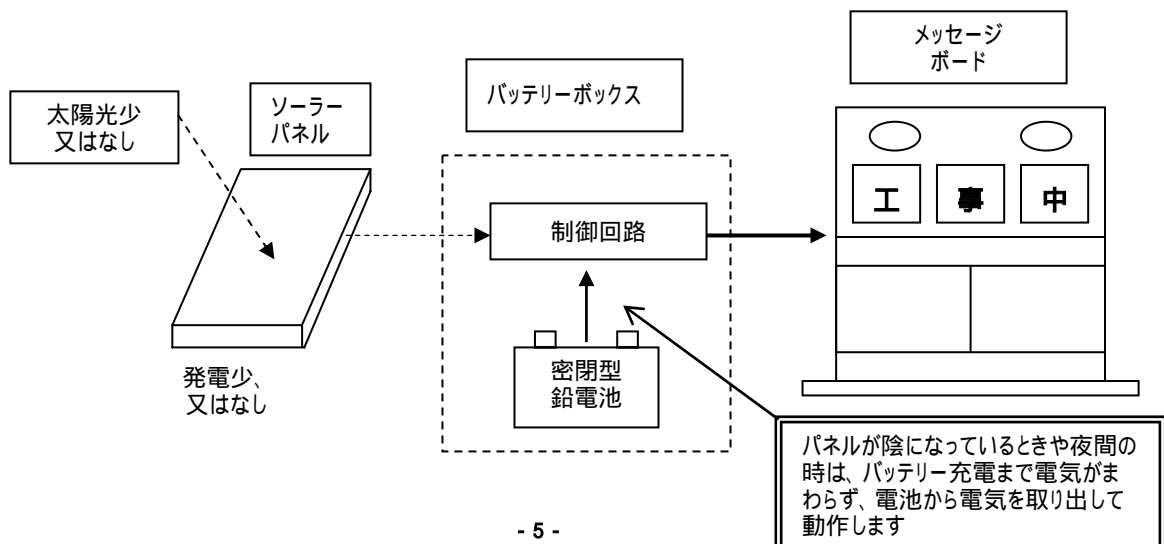 メッセージ
ボード
バッテリーボックス
ソーラー
パネル
太陽光少
又はなし
工 事 中
制御回路
密閉型
鉛電池
発電少、
又はなし
パネルが陰になっているときや夜間の
時は、バッテリー充電まで電気がま
わらず、電池から電気を取り出して
動作します
- 5 -